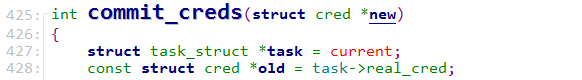 425: int commit_creds(struct cred *new)
426: {
427:     struct task_struct *task = current;
428:     const struct cred *old = task->real_cred;